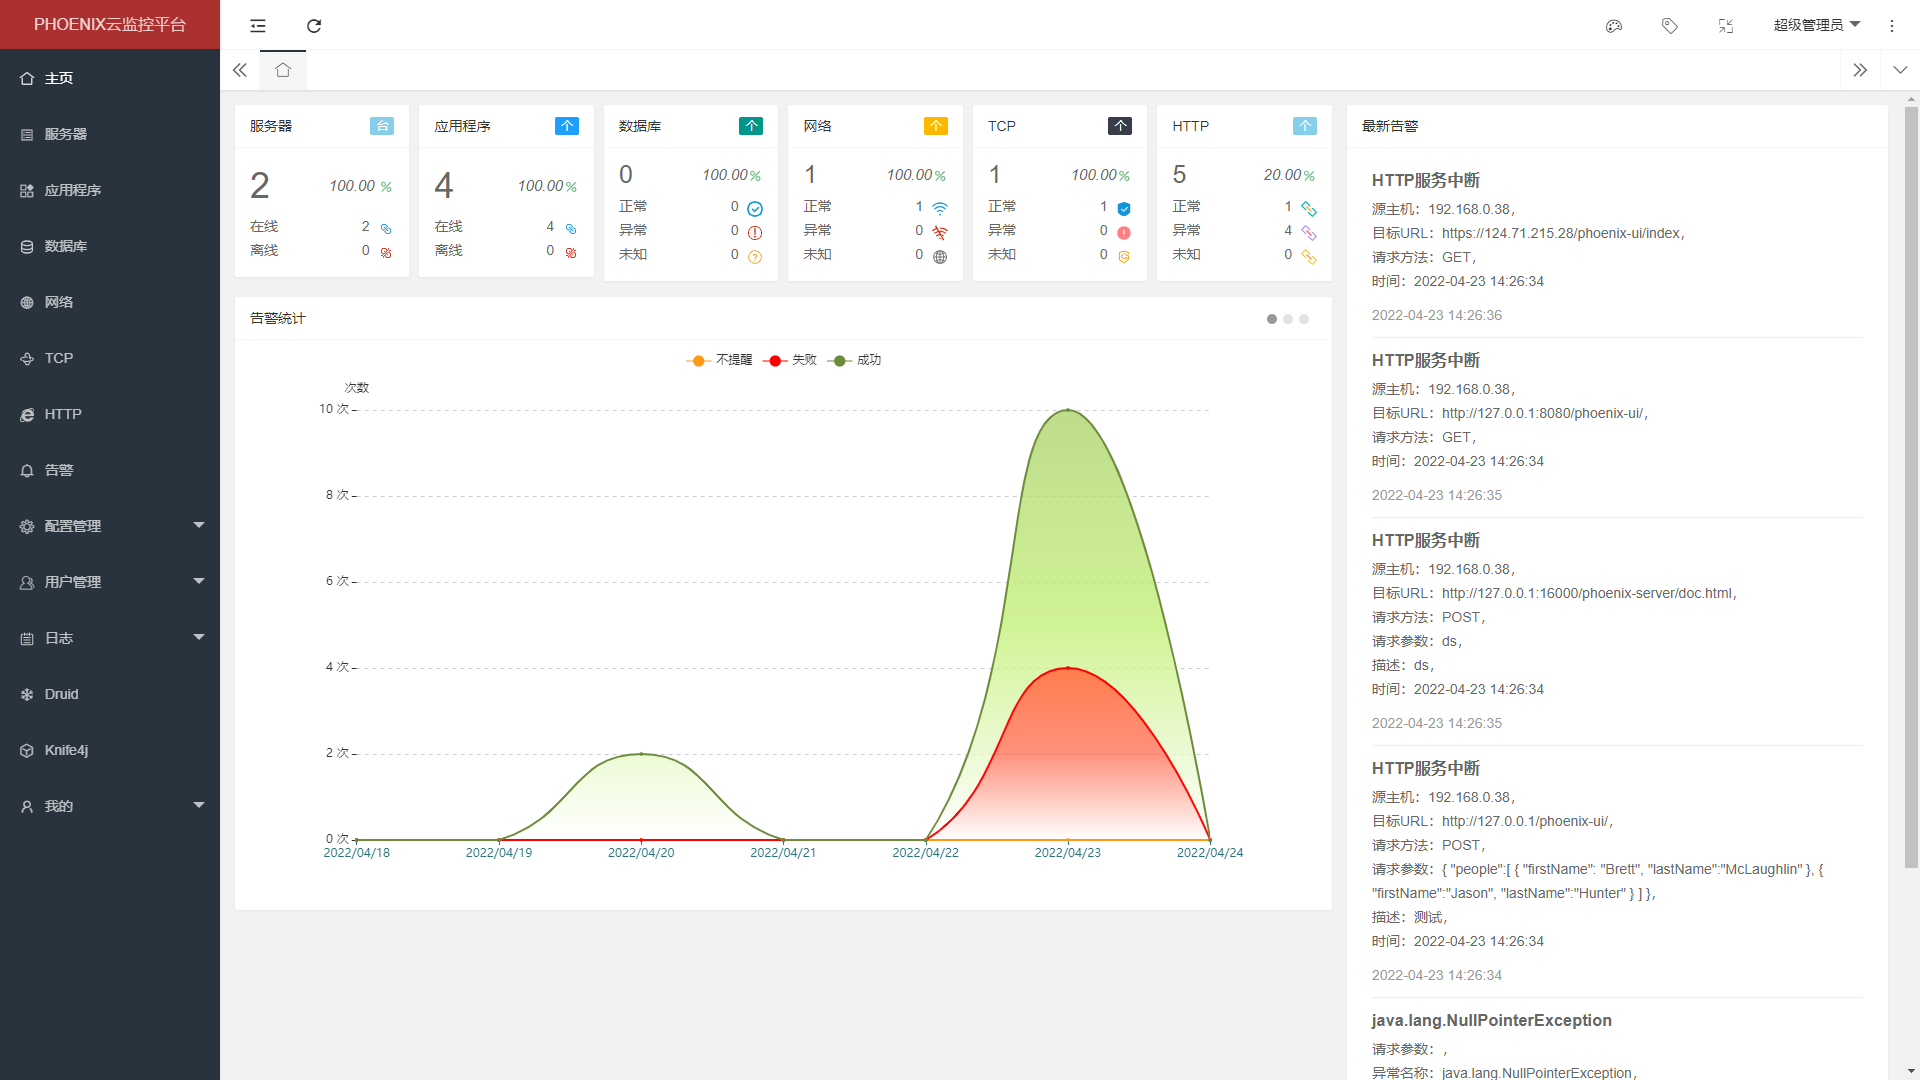 PHOENIX云监控平台
超级管理员
主页
服务器
应用程序
数据库
网络
TCP
HTTP
告警
配置管理
用户管理
日志
Druid
Knife4j
我的
服务器 台
2 100.00 %
在线 2
离线 0
应用程序 个
4 100.00 %
在线 4
离线 0
数据库 个
0 100.00 %
正常 0
异常 0
未知 0
网络 个
1 100.00 %
正常 1
异常 0
未知 0
TCP 个
1 100.00 %
正常 1
异常 0
未知 0
HTTP 个
5 20.00 %
正常 1
异常 4
未知 0
告警统计
不提醒 失败 成功
次数
10 次
8 次
6 次
4 次
2 次
0 次
2022/04/18 2022/04/19 2022/04/20 2022/04/21 2022/04/22 2022/04/23 2022/04/24
最新告警
HTTP服务中断
源主机：192.168.0.38，
目标URL：https://124.71.215.28/phoenix-ui/index，
请求方法：GET，
时间：2022-04-23 14:26:34
2022-04-23 14:26:36
HTTP服务中断
源主机：192.168.0.38，
目标URL：http://127.0.0.1:8080/phoenix-ui/，
请求方法：GET，
时间：2022-04-23 14:26:34
2022-04-23 14:26:35
HTTP服务中断
源主机：192.168.0.38，
目标URL：http://127.0.0.1:16000/phoenix-server/doc.html，
请求方法：POST，
请求参数：ds，
描述：ds，
时间：2022-04-23 14:26:34
2022-04-23 14:26:35
HTTP服务中断
源主机：192.168.0.38，
目标URL：http://127.0.0.1/phoenix-ui/，
请求方法：POST，
请求参数：{ "people":[ { "firstName": "Brett", "lastName":"McLaughlin" }, {
"firstName":"Jason", "lastName":"Hunter" } ] }，
描述：测试，
时间：2022-04-23 14:26:34
2022-04-23 14:26:34
java.lang.NullPointerException
请求参数：，
异常名称：java.lang.NullPointerException，